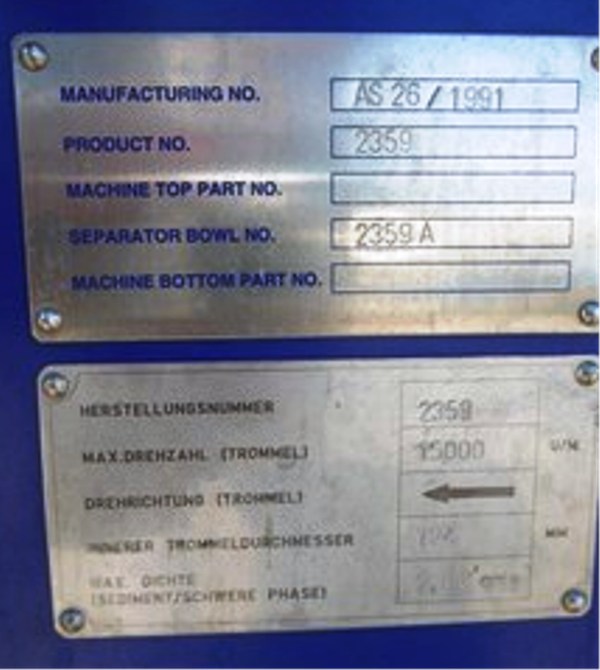 MANUFACTURING NO. AS 26 / 1991
PRODUCT NO. 2359
MACHINE TOP PART NO.
SEPARATOR BOWL NO. 2359 A
MACHINE BOTTOM PART NO.
HERSTELLUNGSNUMMER 2359
MAX.DREHZAHL (TROMMEL) 15000 U/M
DREHRICHTUNG (TROMMEL)
INNERER TROMMELDURCHMESSER MM
MAX. DICHTE
(SEDIMENT/SCHWERE PHASE)